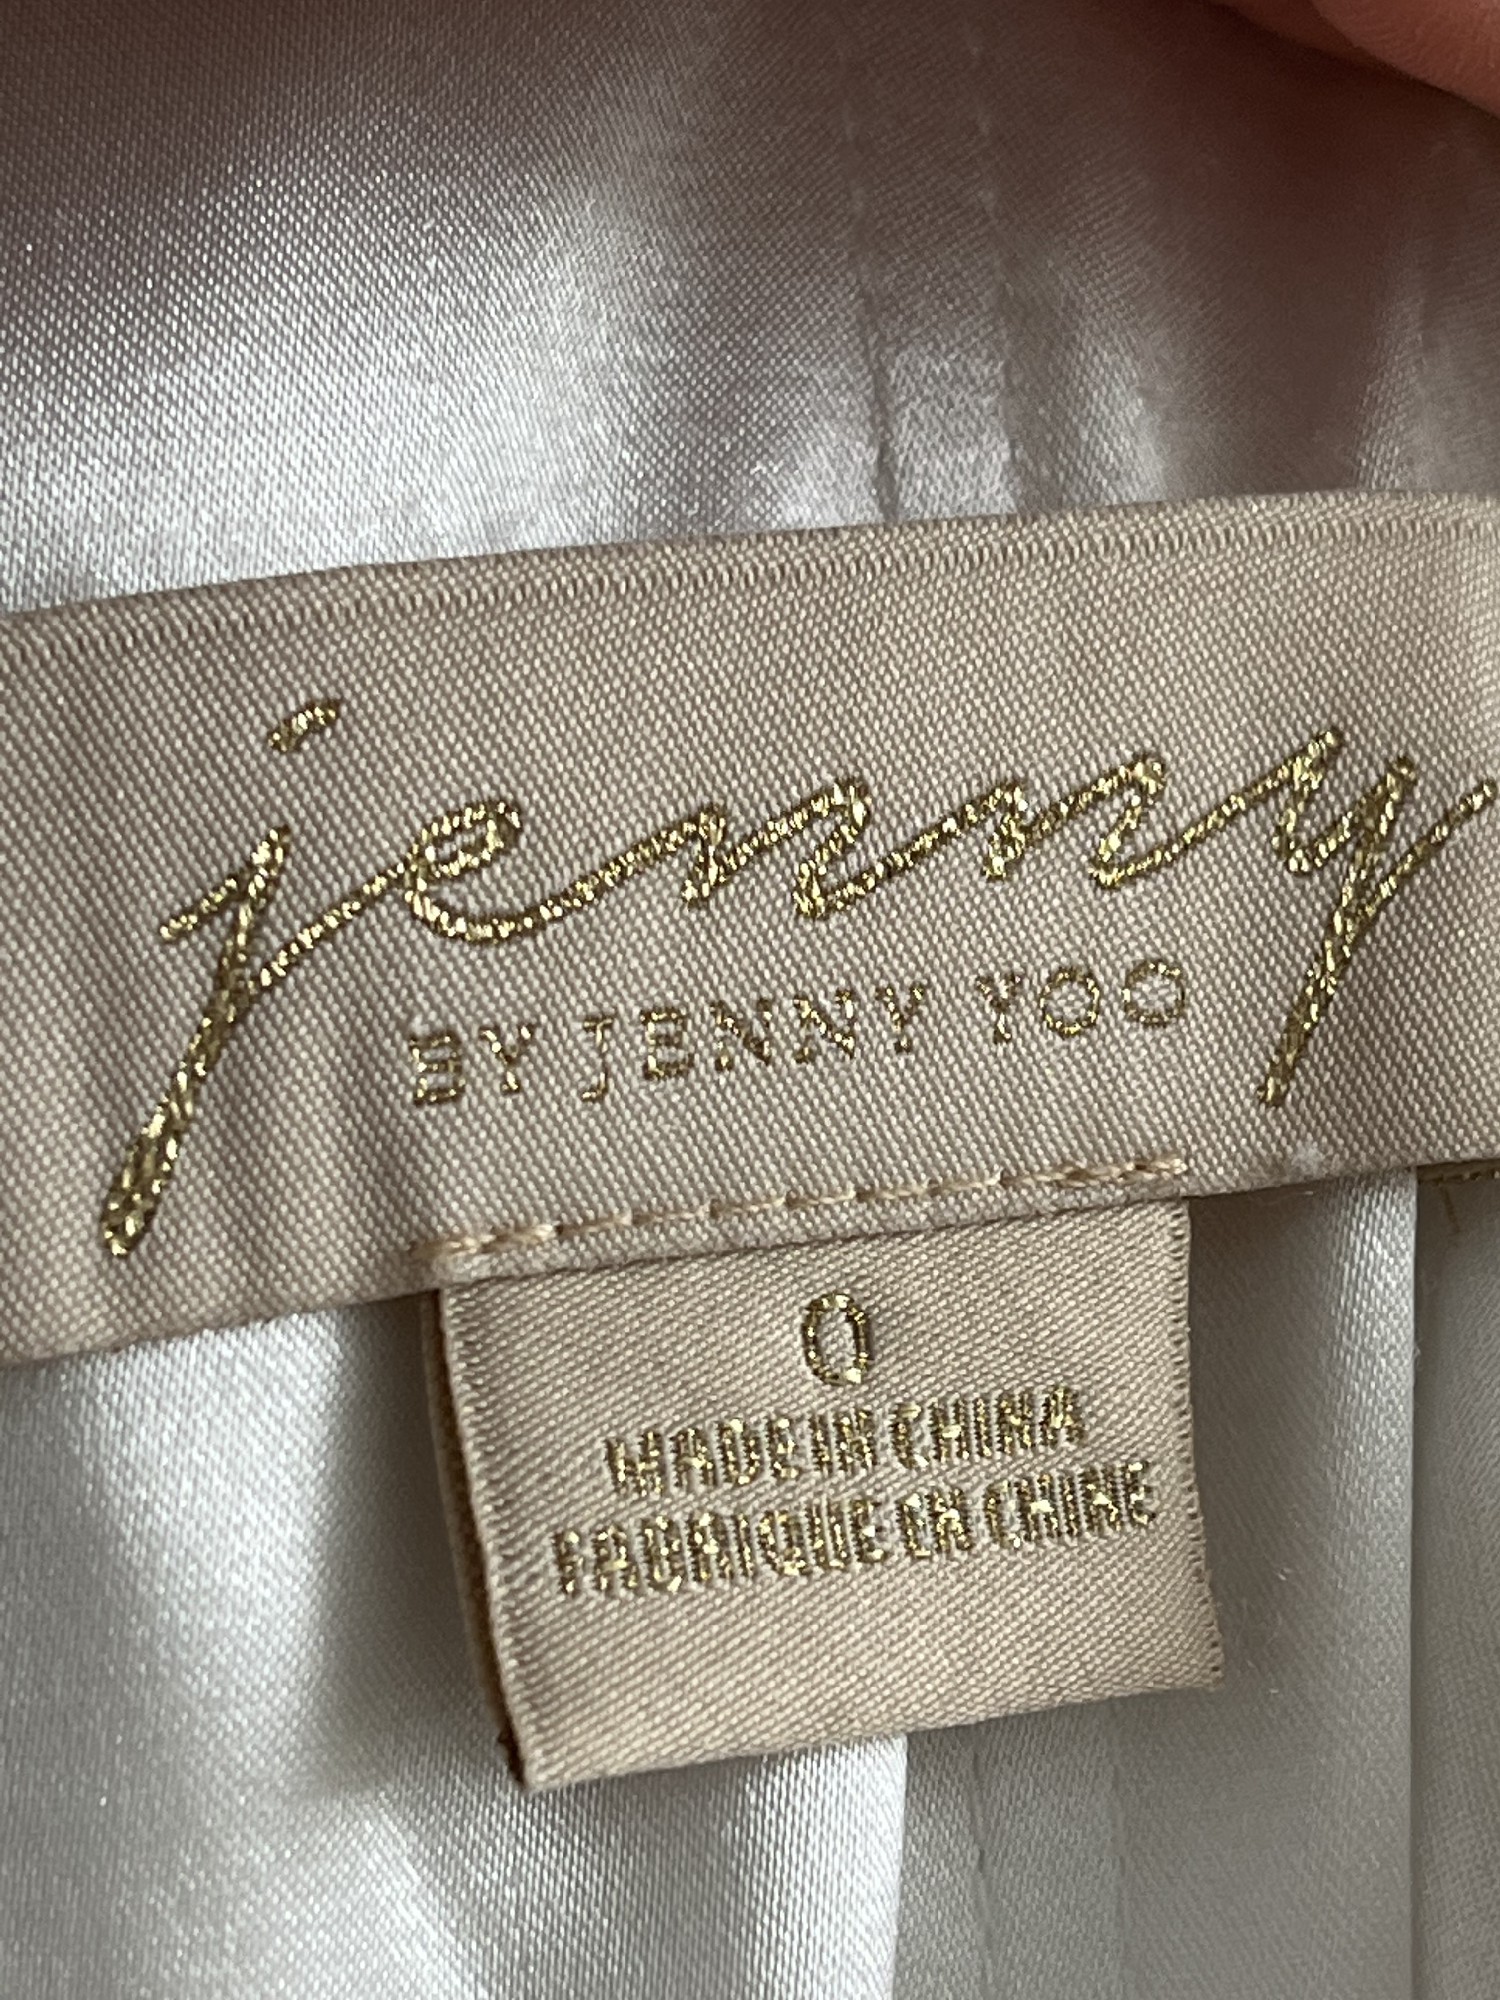 jenny
BY JENNY YOO
0
MADE IN CHINA
FABRIQUE EN CHINE